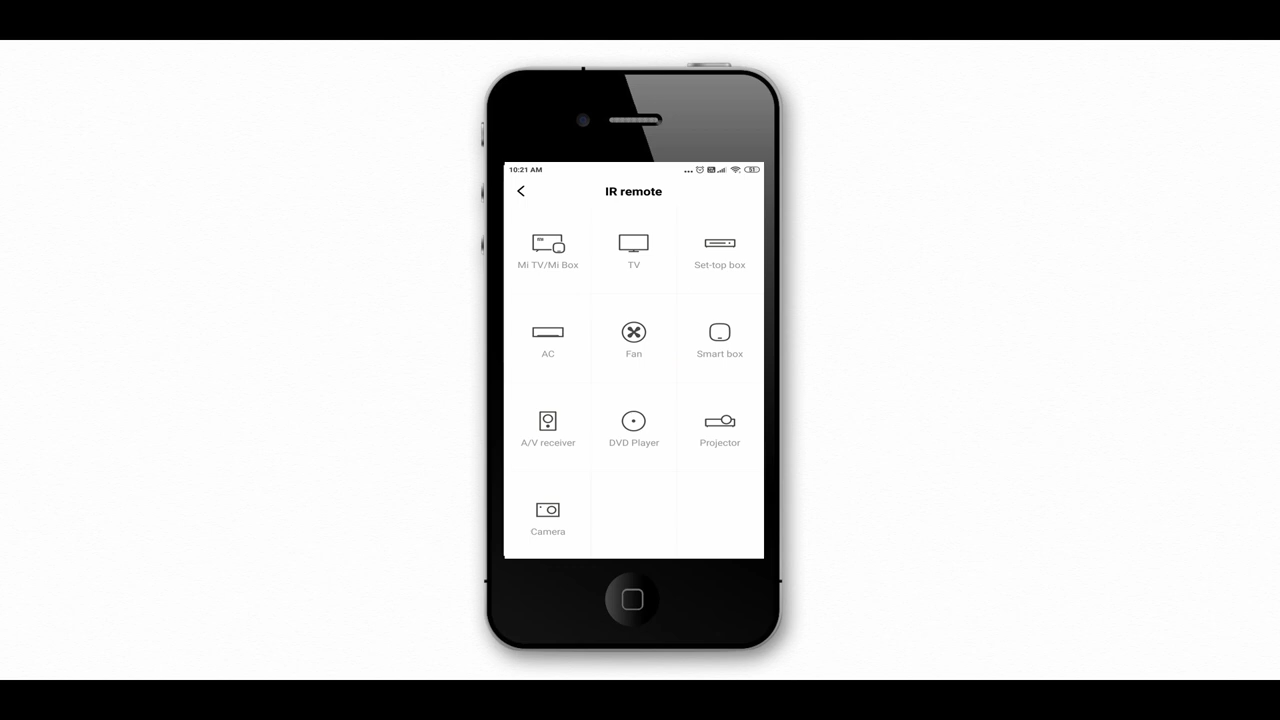 10:21 AM
51
IR remote
Mi TV/Mi Box
TV
Set-top box
AC
Fan
Smart box
A/V receiver
DVD Player
Projector
Camera